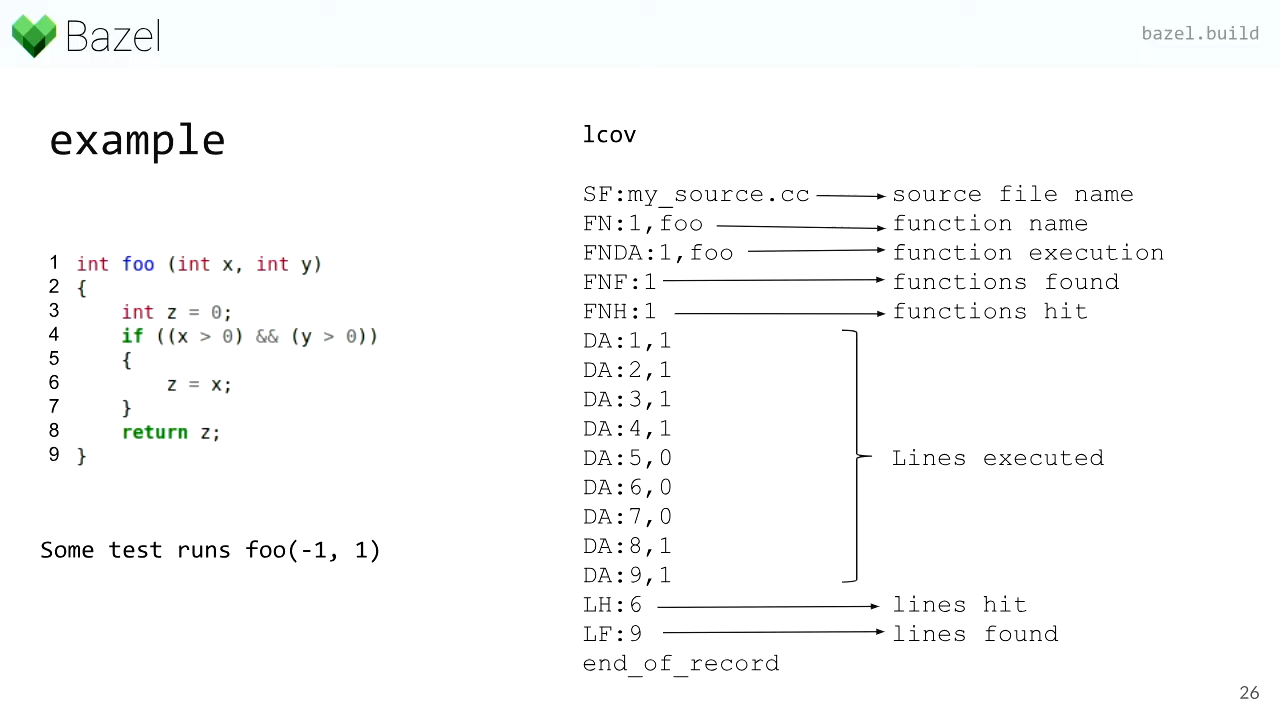 Bazel
bazel.build
example
1 int foo (int x, int y)
2 {
3 int z = 0;
4 if ((x > 0) && (y > 0))
5 {
6 z = x;
7 }
8 return z;
9 }
Some test runs foo(-1, 1)
lcov
SF:my_source.cc source file name
FN:1,foo function name
FNDA:1,foo function execution
FNF:1 functions found
FNH:1 functions hit
DA:1,1
DA:2,1
DA:3,1
DA:4,1
DA:5,0 Lines executed
DA:6,0
DA:7,0
DA:8,1
DA:9,1
LH:6 lines hit
LF:9 lines found
end_of_record
26